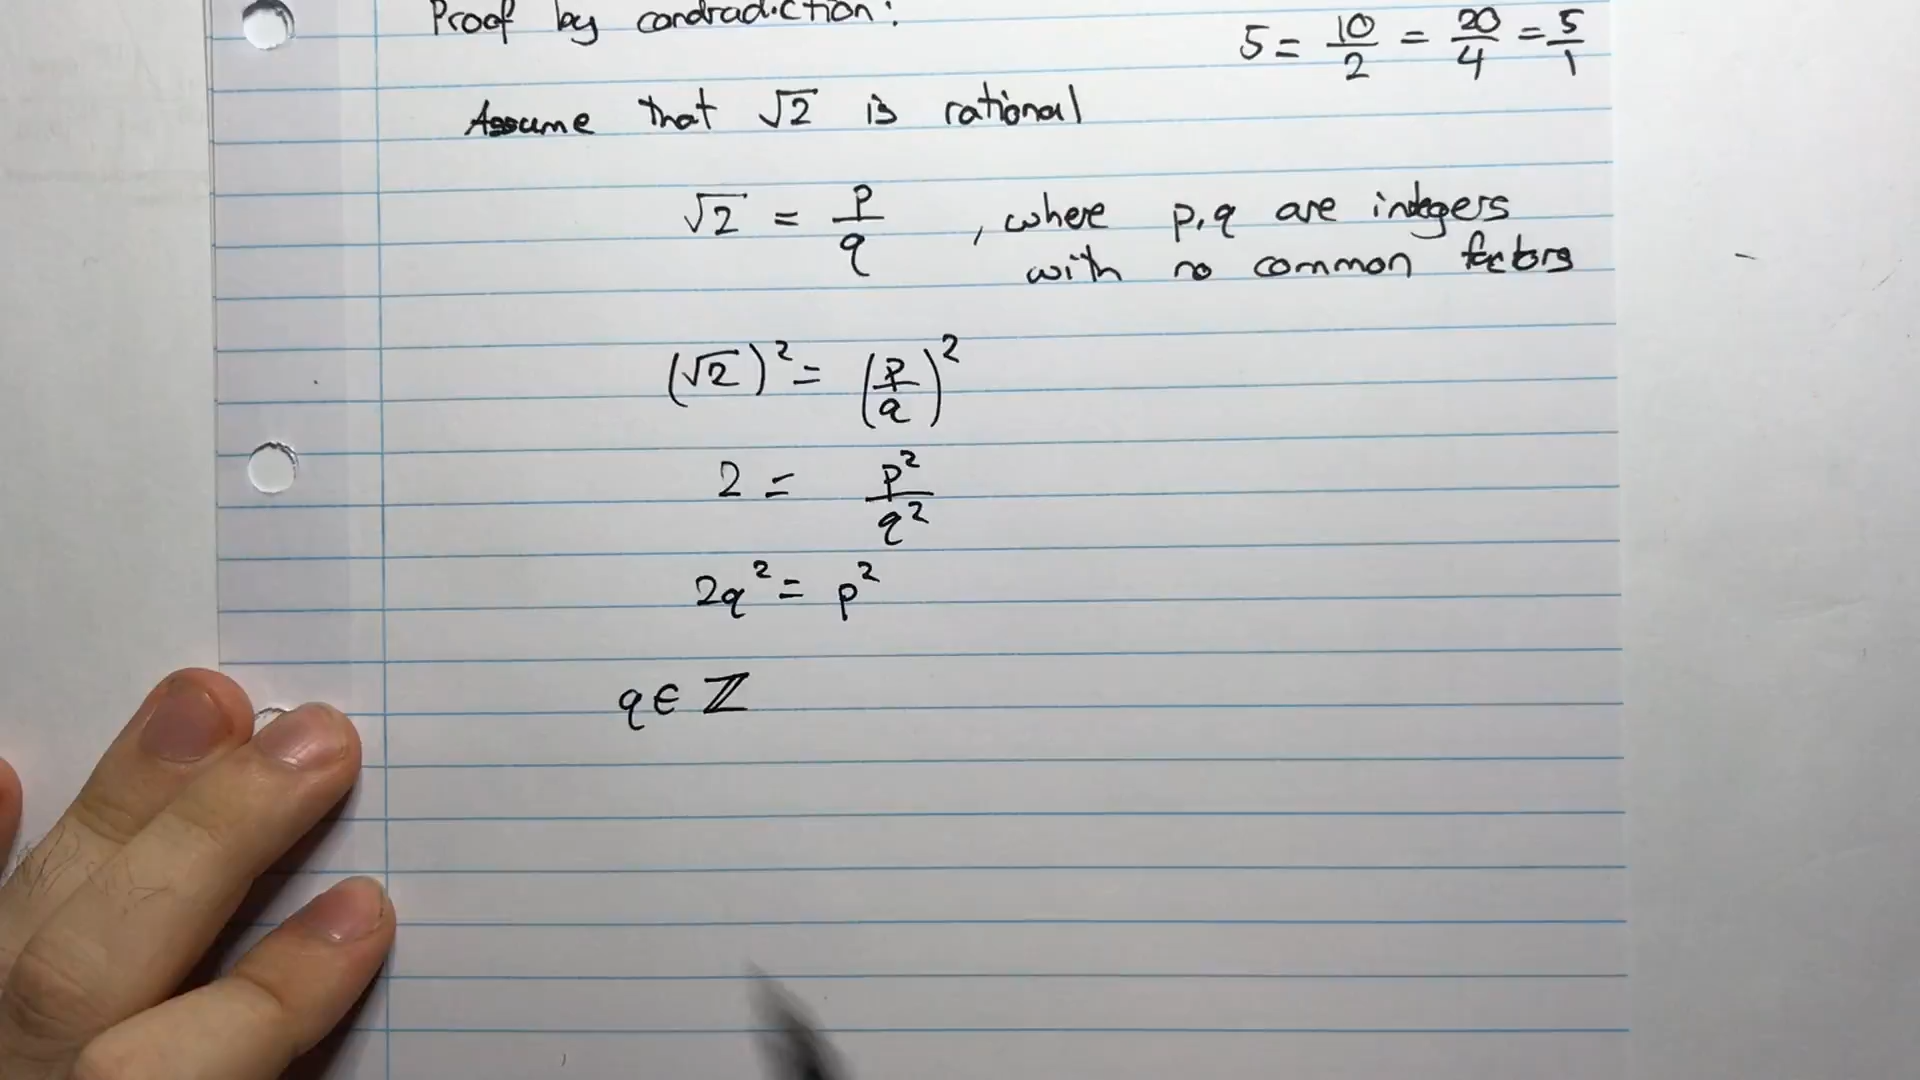 Proof by contradiction:
5 = 10/2 = 20/4 = 5/1
Assume that √2 is rational
√2 = p/q , where p,q are integers
with no common factors
(√2)² = (p/q)²
2 = p²/q²
2q² = p²
q ∈ ℤ